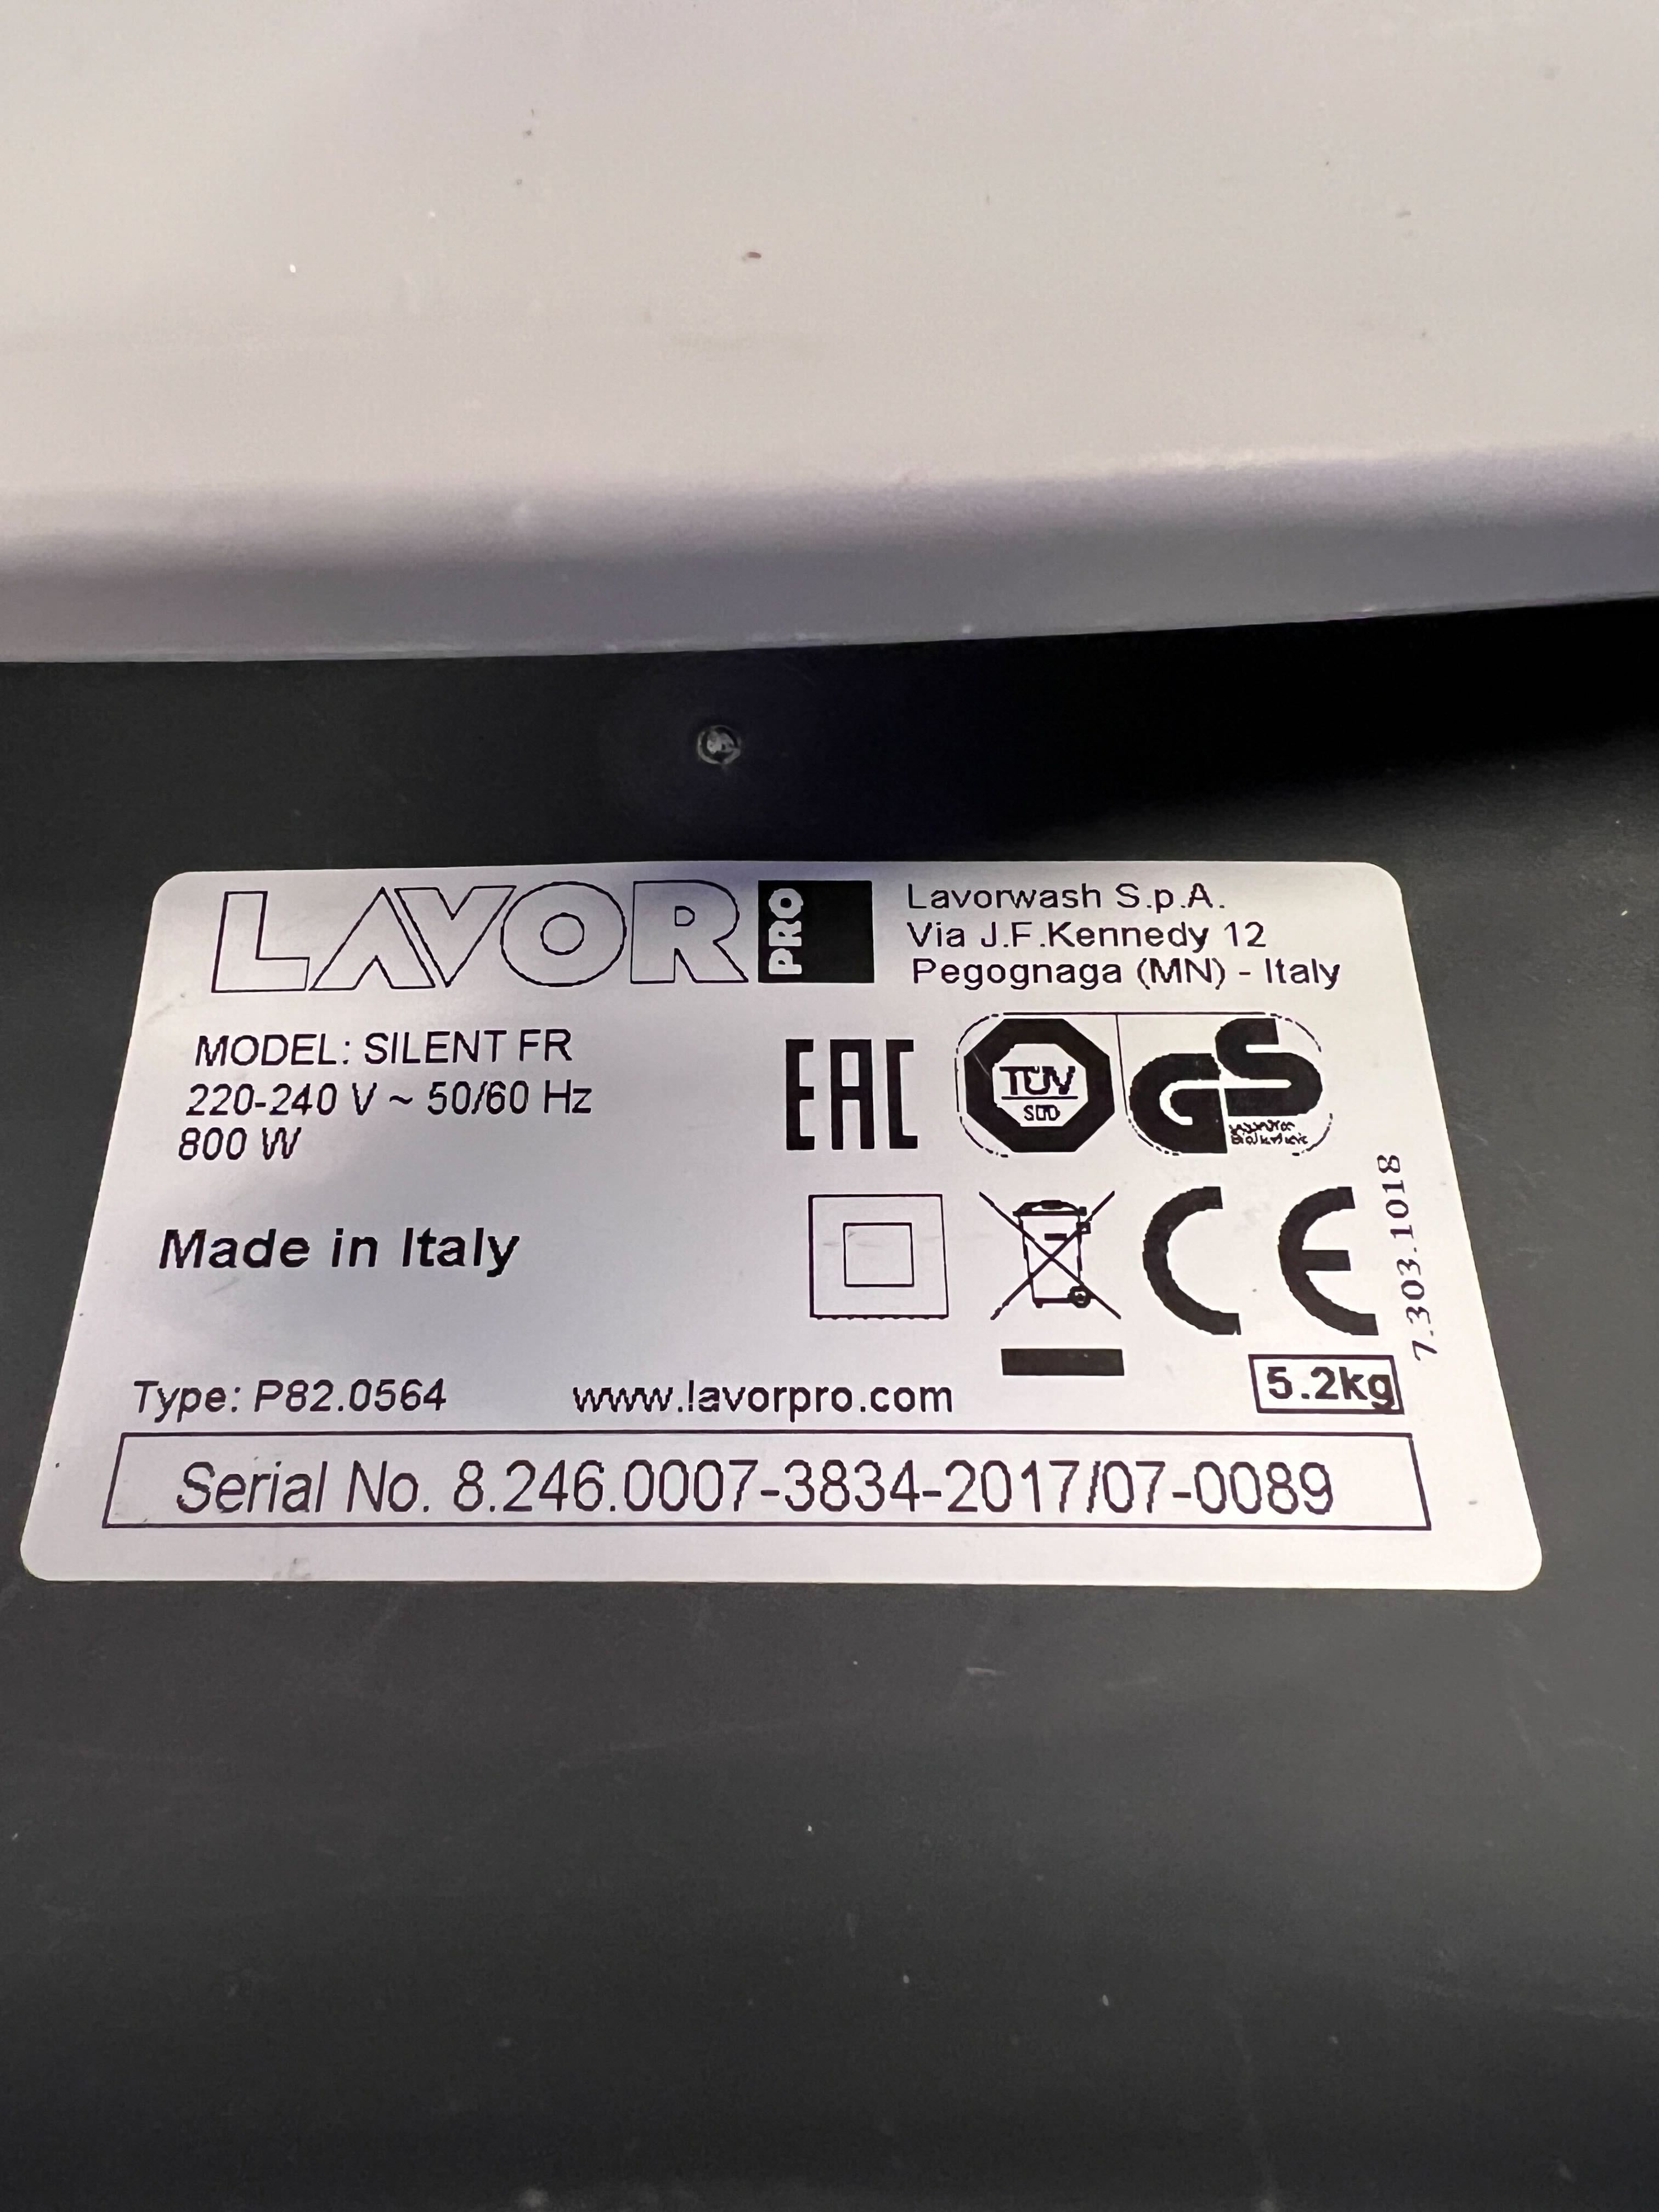 LAVOR PRO
Lavorwash S.p.A.
Via J.F.Kennedy 12
Pegognaga (MN) - Italy
MODEL: SILENT FR
220-240 V ~ 50/60 Hz
800 W
EAC
TÜV
SÜD
GS
Made in Italy
CE
7.303.1018
Type: P82.0564
www.lavorpro.com
5.2kg
Serial No. 8.246.0007-3834-2017/07-0089